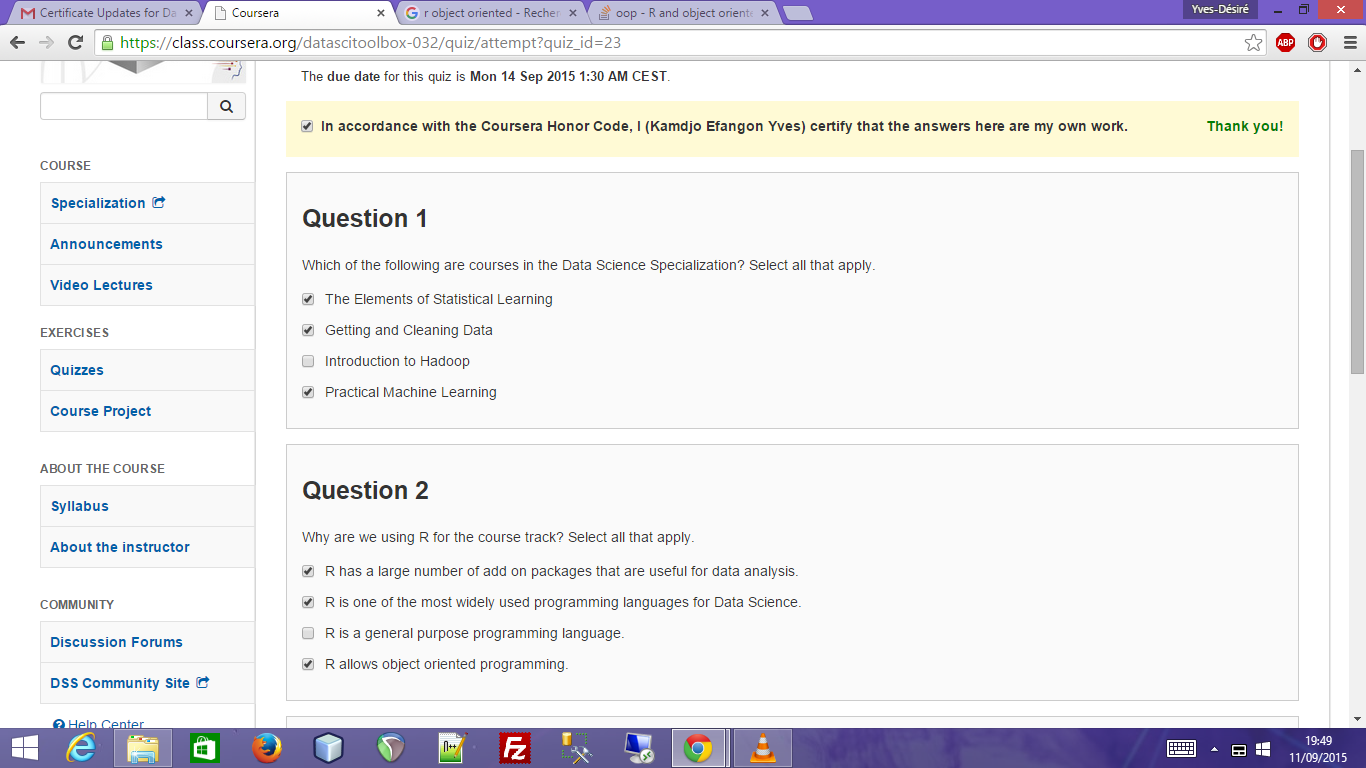 Certificate Updates for Da
Coursera
r object oriented - Recher
oop - R and object oriente
Yves-Désiré
https://class.coursera.org/datascitoolbox-032/quiz/attempt?quiz_id=23
ABP
The due date for this quiz is Mon 14 Sep 2015 1:30 AM CEST.
In accordance with the Coursera Honor Code, I (Kamdjo Efangon Yves) certify that the answers here are my own work.
Thank you!
COURSE
Specialization
Announcements
Video Lectures
EXERCISES
Quizzes
Course Project
ABOUT THE COURSE
Syllabus
About the instructor
COMMUNITY
Discussion Forums
DSS Community Site
Help Center
Question 1
Which of the following are courses in the Data Science Specialization? Select all that apply.
The Elements of Statistical Learning
Getting and Cleaning Data
Introduction to Hadoop
Practical Machine Learning
Question 2
Why are we using R for the course track? Select all that apply.
R has a large number of add on packages that are useful for data analysis.
R is one of the most widely used programming languages for Data Science.
R is a general purpose programming language.
R allows object oriented programming.
19:49
11/09/2015